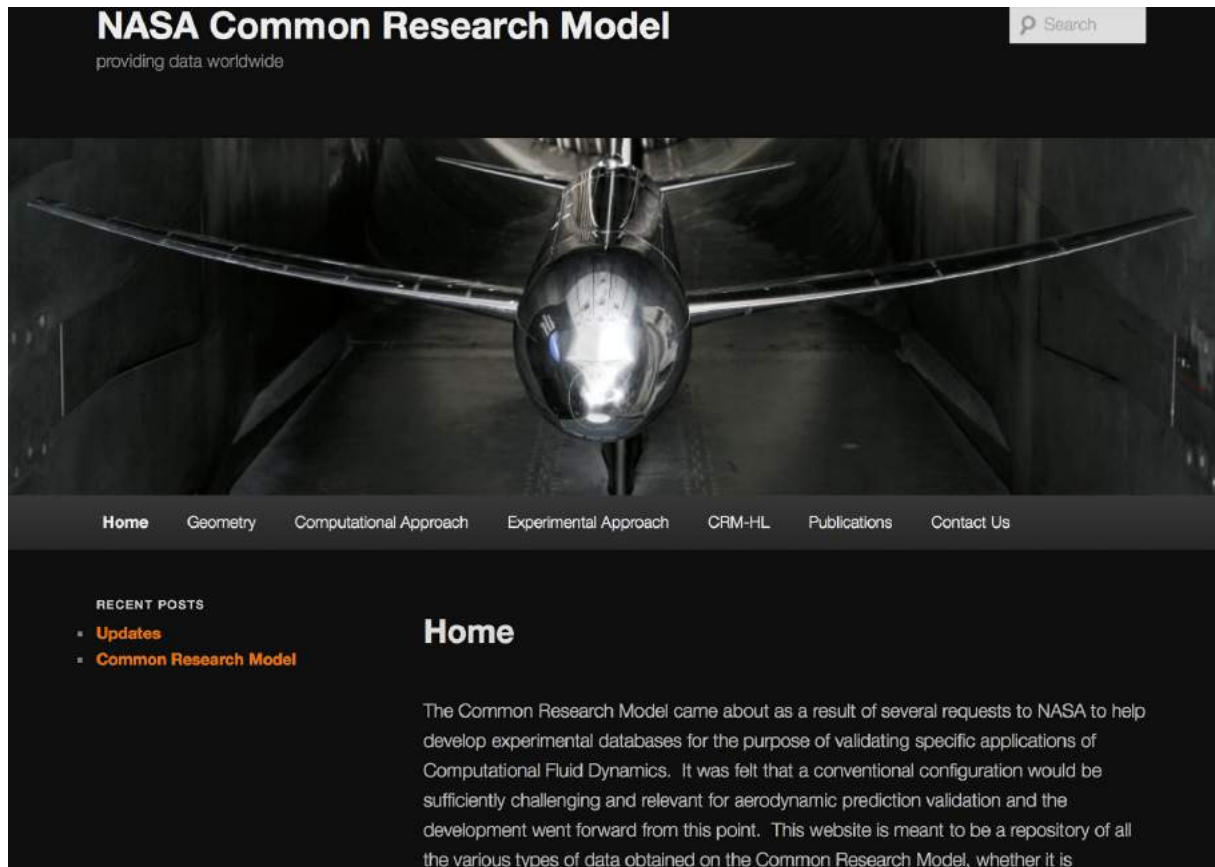 NASA Common Research Model
Search
providing data worldwide
Home Geometry Computational Approach Experimental Approach CRM-HL Publications Contact Us
RECENT POSTS
Updates
Common Research Model
Home
The Common Research Model came about as a result of several requests to NASA to help
develop experimental databases for the purpose of validating specific applications of
Computational Fluid Dynamics. It was felt that a conventional configuration would be
sufficiently challenging and relevant for aerodynamic prediction validation and the
development went forward from this point. This website is meant to be a repository of all
the various types of data obtained on the Common Research Model, whether it is